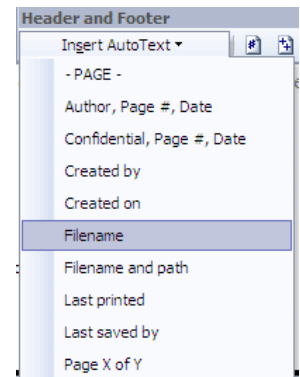 Header and Footer
Insert AutoText
- PAGE -
Author, Page #, Date
Confidential, Page #, Date
Created by
Created on
Filename
Filename and path
Last printed
Last saved by
Page X of Y